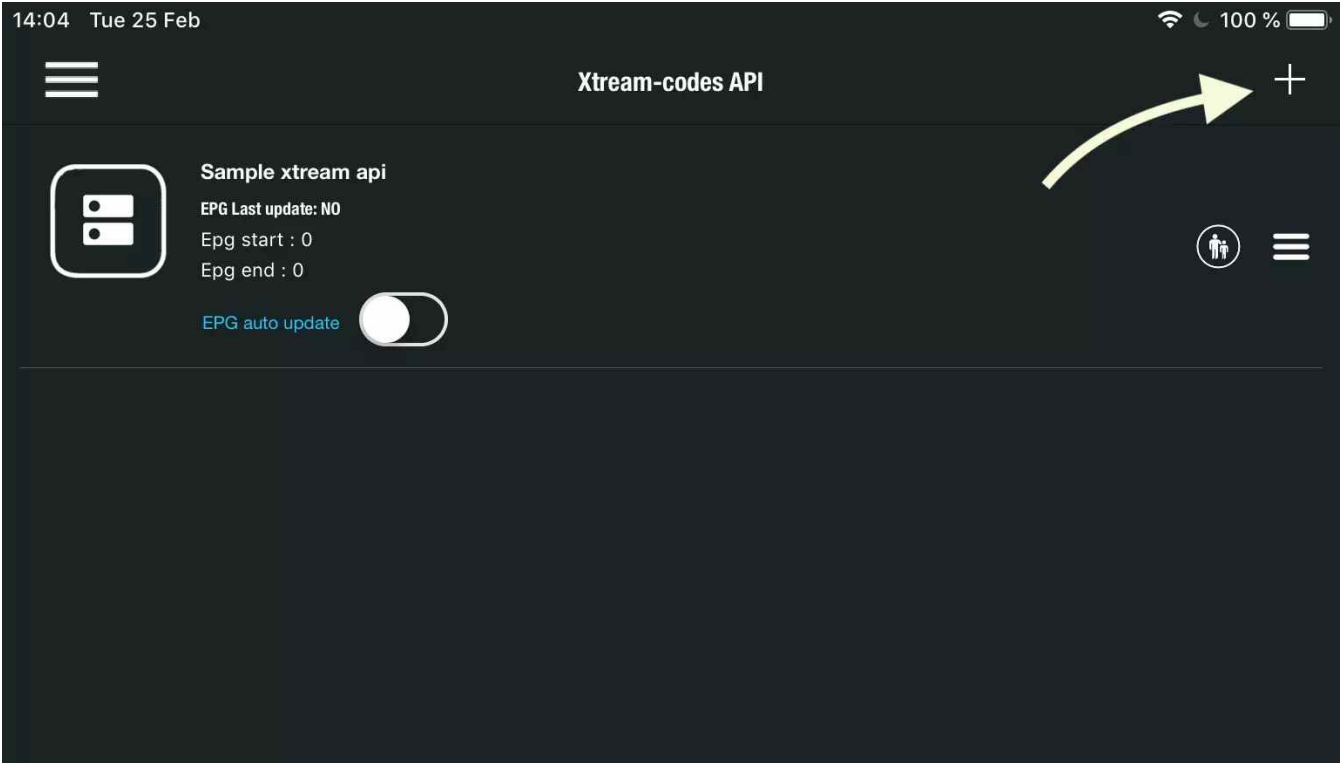 14:04 Tue 25 Feb 100 %
Xtream-codes API
Sample xtream api
EPG Last update: NO
Epg start : 0
Epg end : 0
EPG auto update